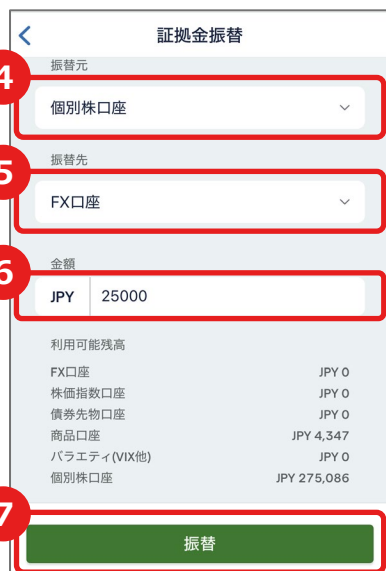 証拠金振替
振替元
4
個別株口座
5
振替先
FX口座
6
金額
JPY 25000
利用可能残高
FX口座 JPY 0
株価指数口座 JPY 0
債券先物口座 JPY 0
商品口座 JPY 4,347
バラエティ(VIX他) JPY 0
個別株口座 JPY 275,086
7
振替